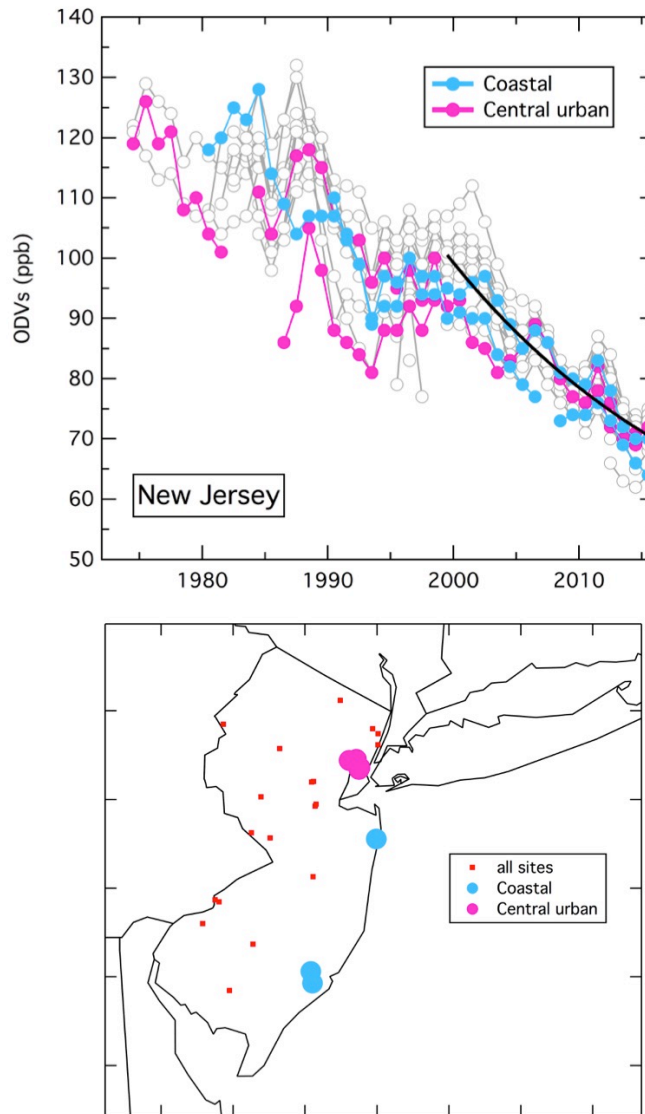 140
130
120
110
100
90
80
70
60
50
ODVs (ppb)
Coastal
Central urban
New Jersey
1980
1990
2000
2010
all sites
Coastal
Central urban